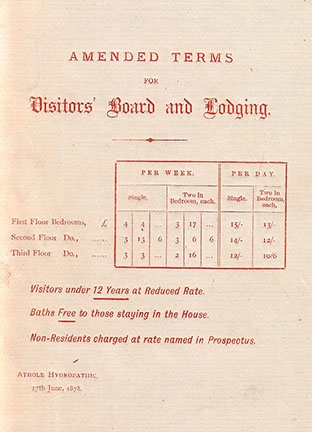 AMENDED TERMS
FOR
Visitors' Board and Lodging.
PER WEEK. PER DAY.
Single. Two in Bedroom, each. Single. Two in Bedroom, each.
First Floor Bedrooms, £ 4 4 ... 3 17 ... 15/- 13/-
Second Floor Do., ...... 3 13 6 3 6 6 14/- 12/-
Third Floor Do., ...... 3 3 ... 2 16 ... 12/- 10/6
Visitors under 12 Years at Reduced Rate.
Baths Free to those staying in the House.
Non-Residents charged at rate named in Prospectus.
ATHOLE HYDROPATHIC,
17th June, 1878.